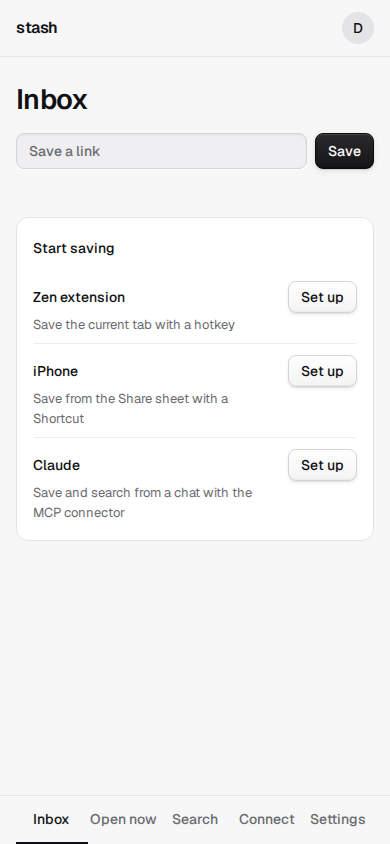 stash
D
Inbox
Save a link
Save
Start saving
Zen extension
Set up
Save the current tab with a hotkey
iPhone
Set up
Save from the Share sheet with a
Shortcut
Claude
Set up
Save and search from a chat with the
MCP connector
Inbox
Open now
Search
Connect
Settings